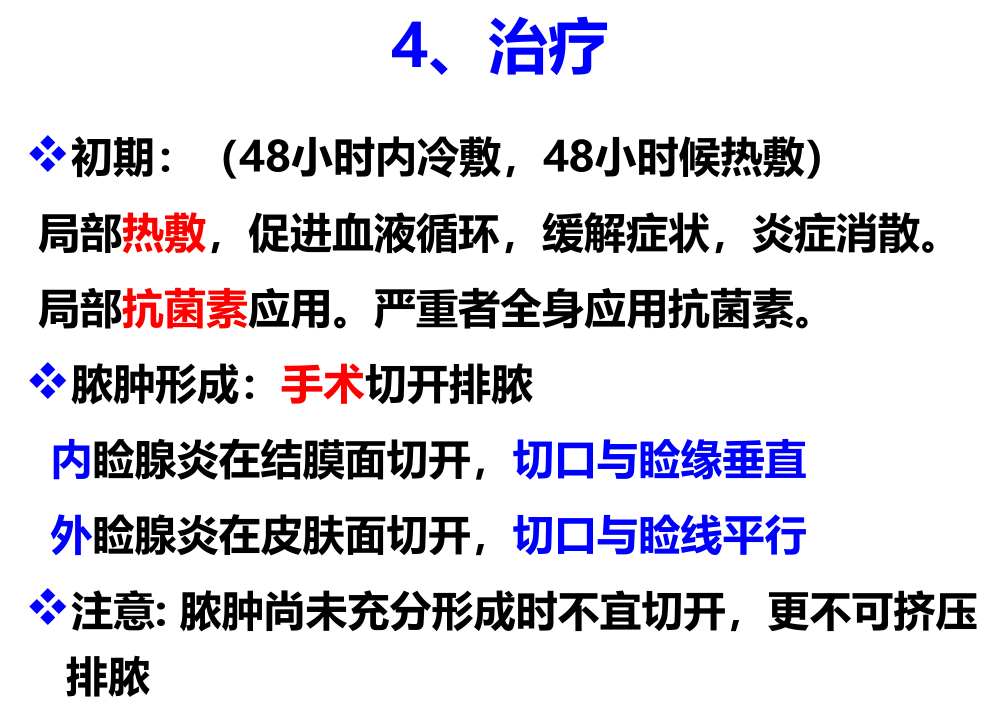 4、治疗
❖初期：（48小时内冷敷，48小时候热敷）
局部热敷，促进血液循环，缓解症状，炎症消散。
局部抗菌素应用。严重者全身应用抗菌素。
❖脓肿形成：手术切开排脓
内睑腺炎在结膜面切开，切口与睑缘垂直
外睑腺炎在皮肤面切开，切口与睑线平行
❖注意: 脓肿尚未充分形成时不宜切开，更不可挤压
排脓